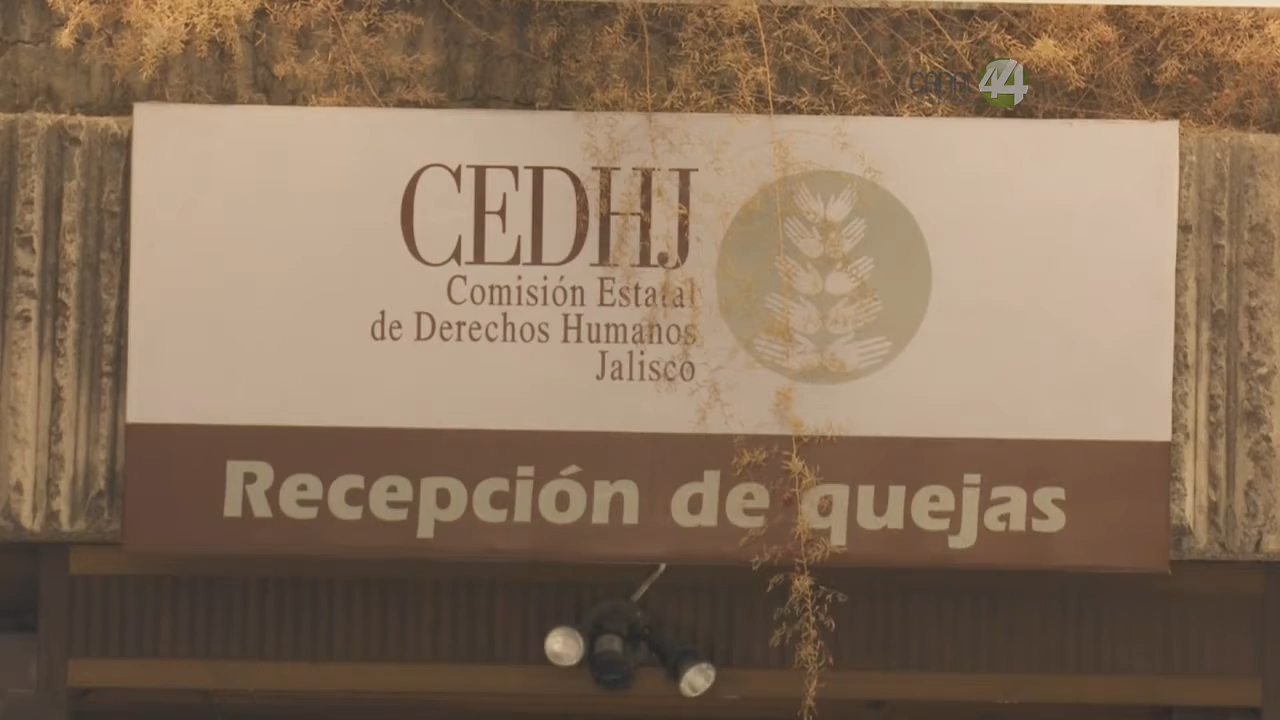 CANAL 44
CEDHJ
Comisión Estatal
de Derechos Humanos
Jalisco
Recepción de quejas